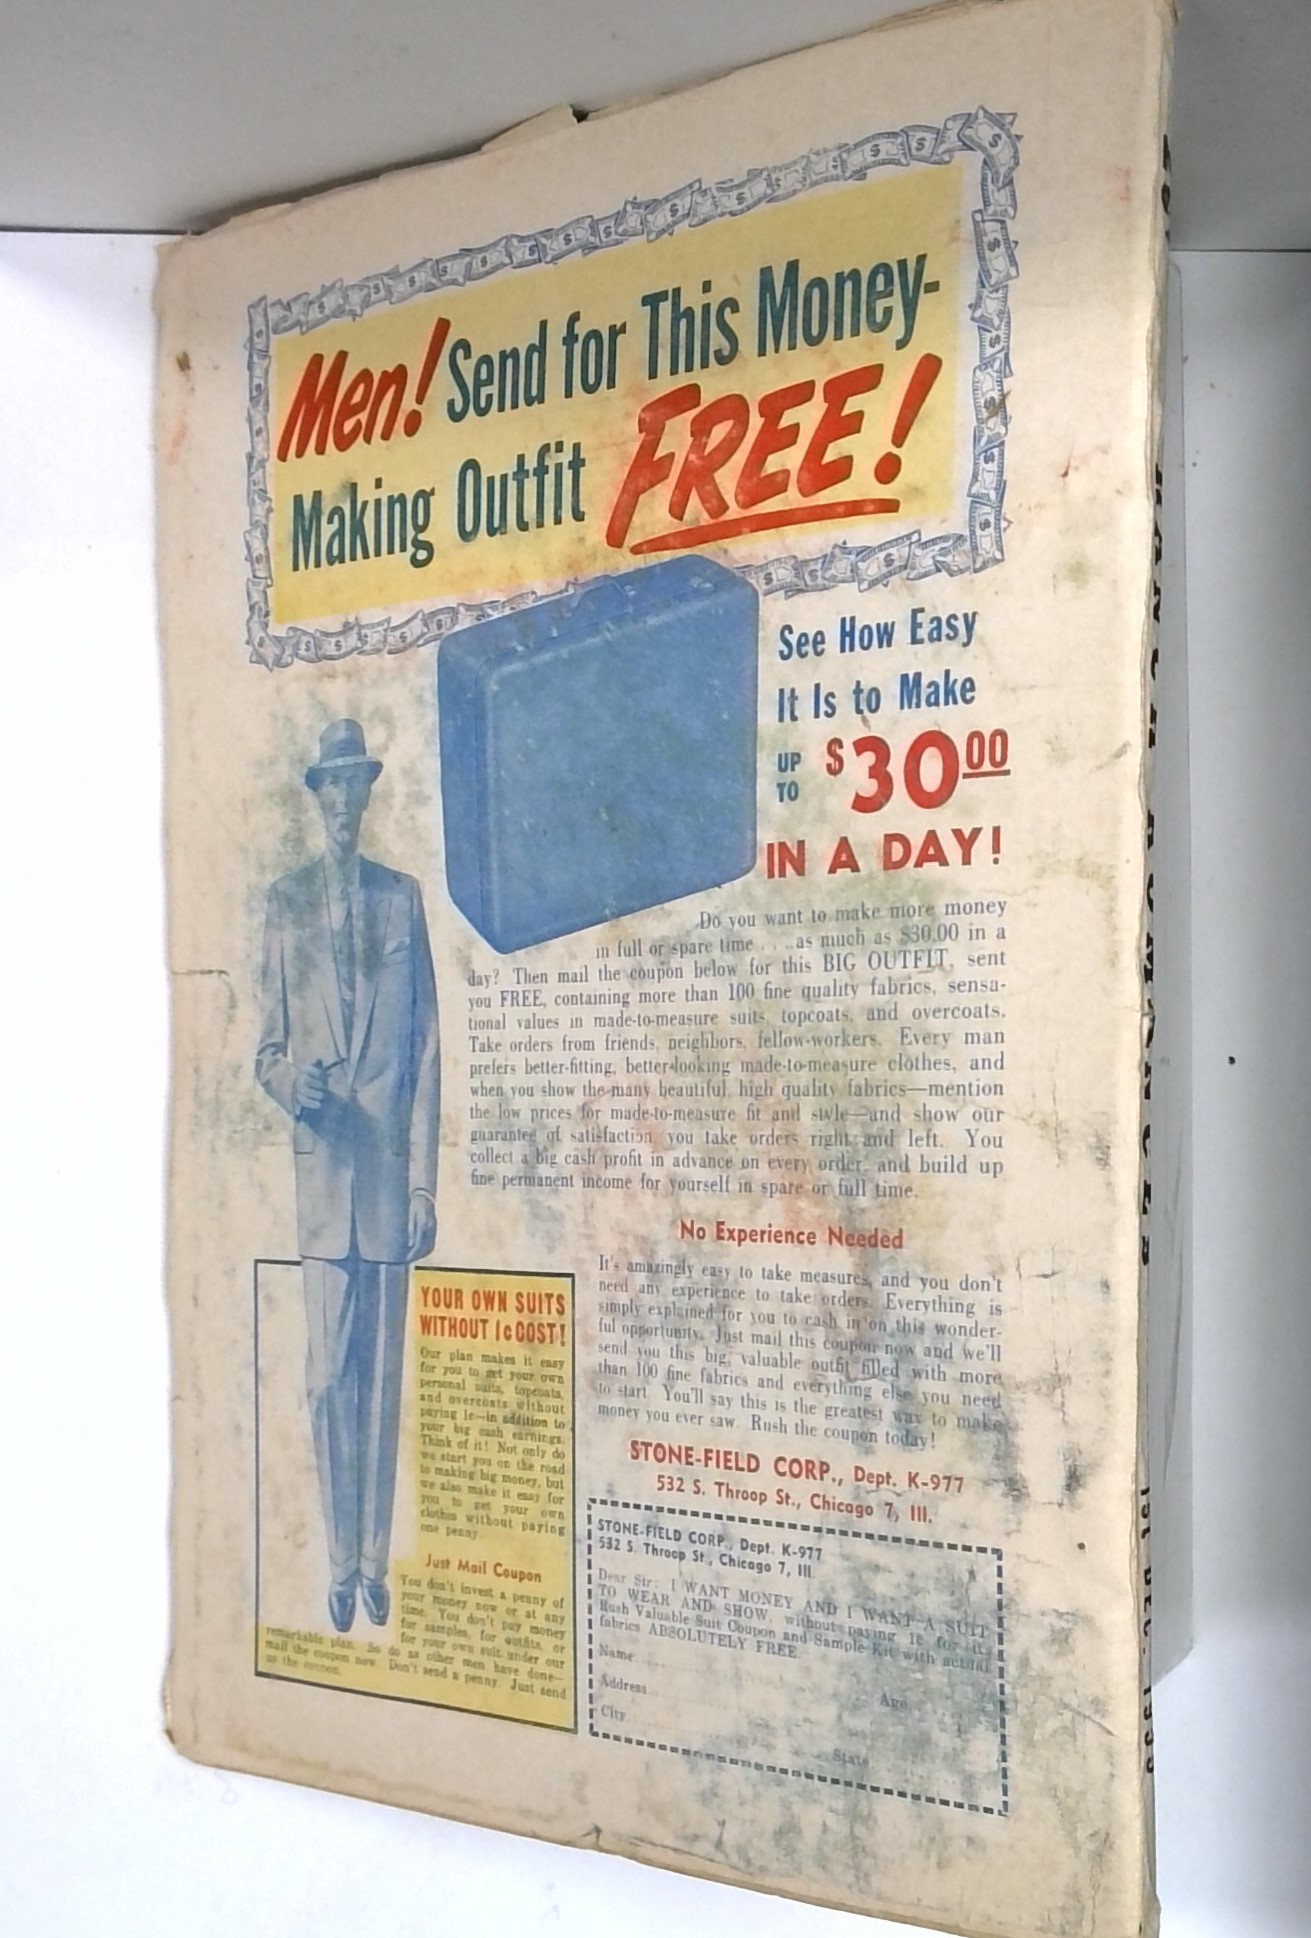 Men! Send for This Money-
Making Outfit FREE!
See How Easy
It Is to Make
UP TO $30.00
IN A DAY!
Do you want to make more money
in full or spare time . . . as much as $30.00 in a
day? Then mail the coupon below for this BIG OUTFIT, sent
you FREE, containing more than 100 fine quality fabrics, sensa-
tional values in made-to-measure suits, topcoats, and overcoats.
Take orders from friends, neighbors, fellow-workers. Every man
prefers better-fitting, better-looking made-to-measure clothes, and
when you show the many beautiful, high quality fabrics—mention
the low prices for made-to-measure fit and style—and show our
guarantee of satisfaction, you take orders right and left. You
collect a big cash profit in advance on every order, and build up
fine permanent income for yourself in spare or full time.
No Experience Needed
It's amazingly easy to take measures, and you don't
need any experience to take orders. Everything is
simply explained for you to cash in on this wonder-
ful opportunity. Just mail this coupon now and we'll
send you this big, valuable outfit filled with more
than 100 fine fabrics and everything else you need
to start. You'll say this is the greatest way to make
money you ever saw. Rush the coupon today!
STONE-FIELD CORP., Dept. K-977
532 S. Throop St., Chicago 7, Ill.
YOUR OWN SUITS
WITHOUT 1c COST!
Our plan makes it easy
for you to get your own
personal suits, topcoats,
and overcoats without
paying 1c—in addition to
your big cash earnings.
Think of it! Not only do
we start you on the road
to making big money, but
we also make it easy for
you to get your own
clothes without paying
one penny.
Just Mail Coupon
You don't invest a penny of
your money now or at any
time. You don't pay money
for samples, for outfits, or
for your own suit under our
remarkable plan. So do as other men have done—
mail the coupon now. Don't send a penny. Just send
us the coupon.
STONE-FIELD CORP., Dept. K-977
532 S. Throop St., Chicago 7, Ill.
Dear Sir: I WANT MONEY AND I WANT A SUIT
TO WEAR AND SHOW, without paying 1c for it.
Rush Valuable Suit Coupon and Sample Kit with actual
fabrics ABSOLUTELY FREE.
Name
Age
Address
City
State
RANCH ROMANCES
1st DEC. 1953